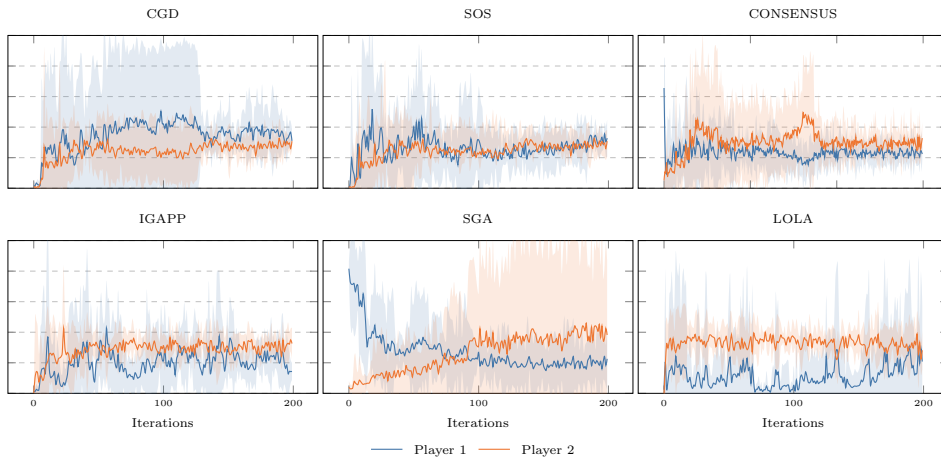 CGD SOS CONSENSUS
IGAPP SGA LOLA
0 100 200 0 100 200 0 100 200
Iterations Iterations Iterations
Player 1 Player 2